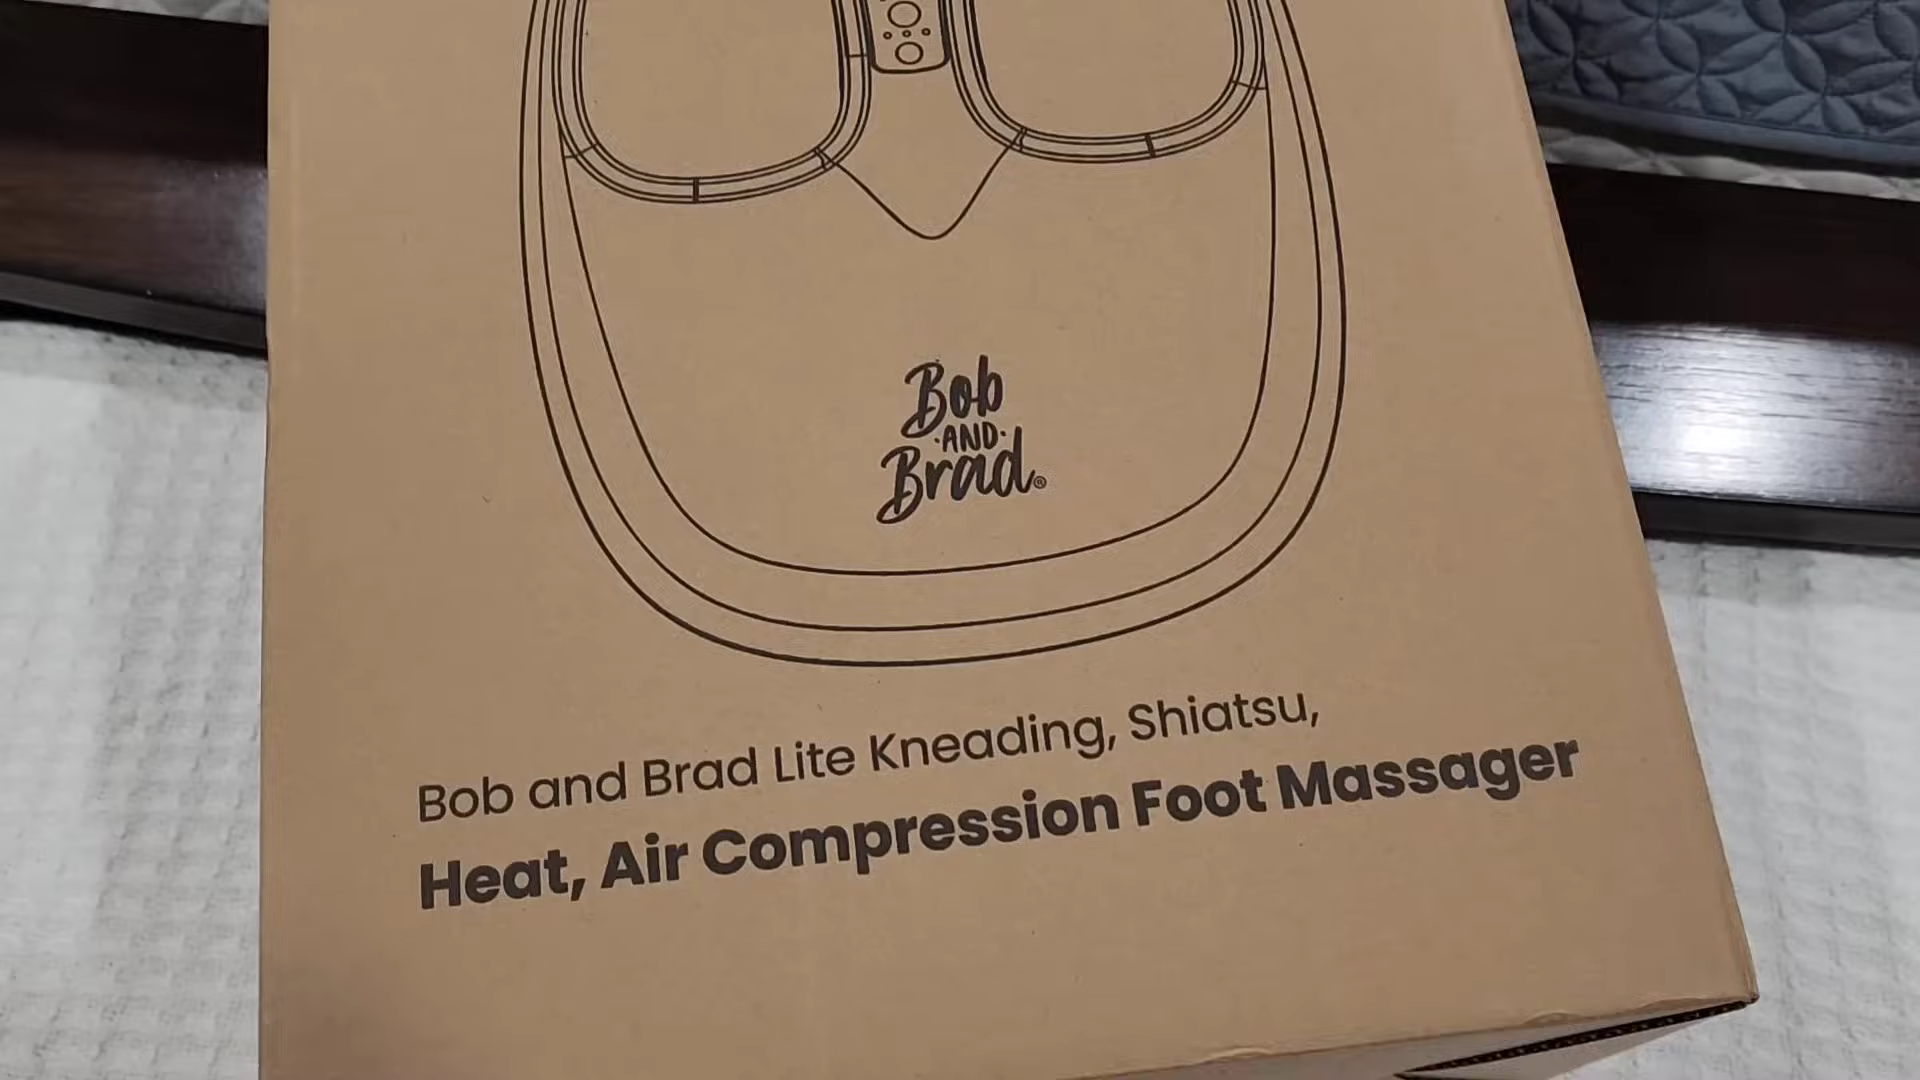 Bob
·AND·
Brad®
Bob and Brad Lite Kneading, Shiatsu,
Heat, Air Compression Foot Massager